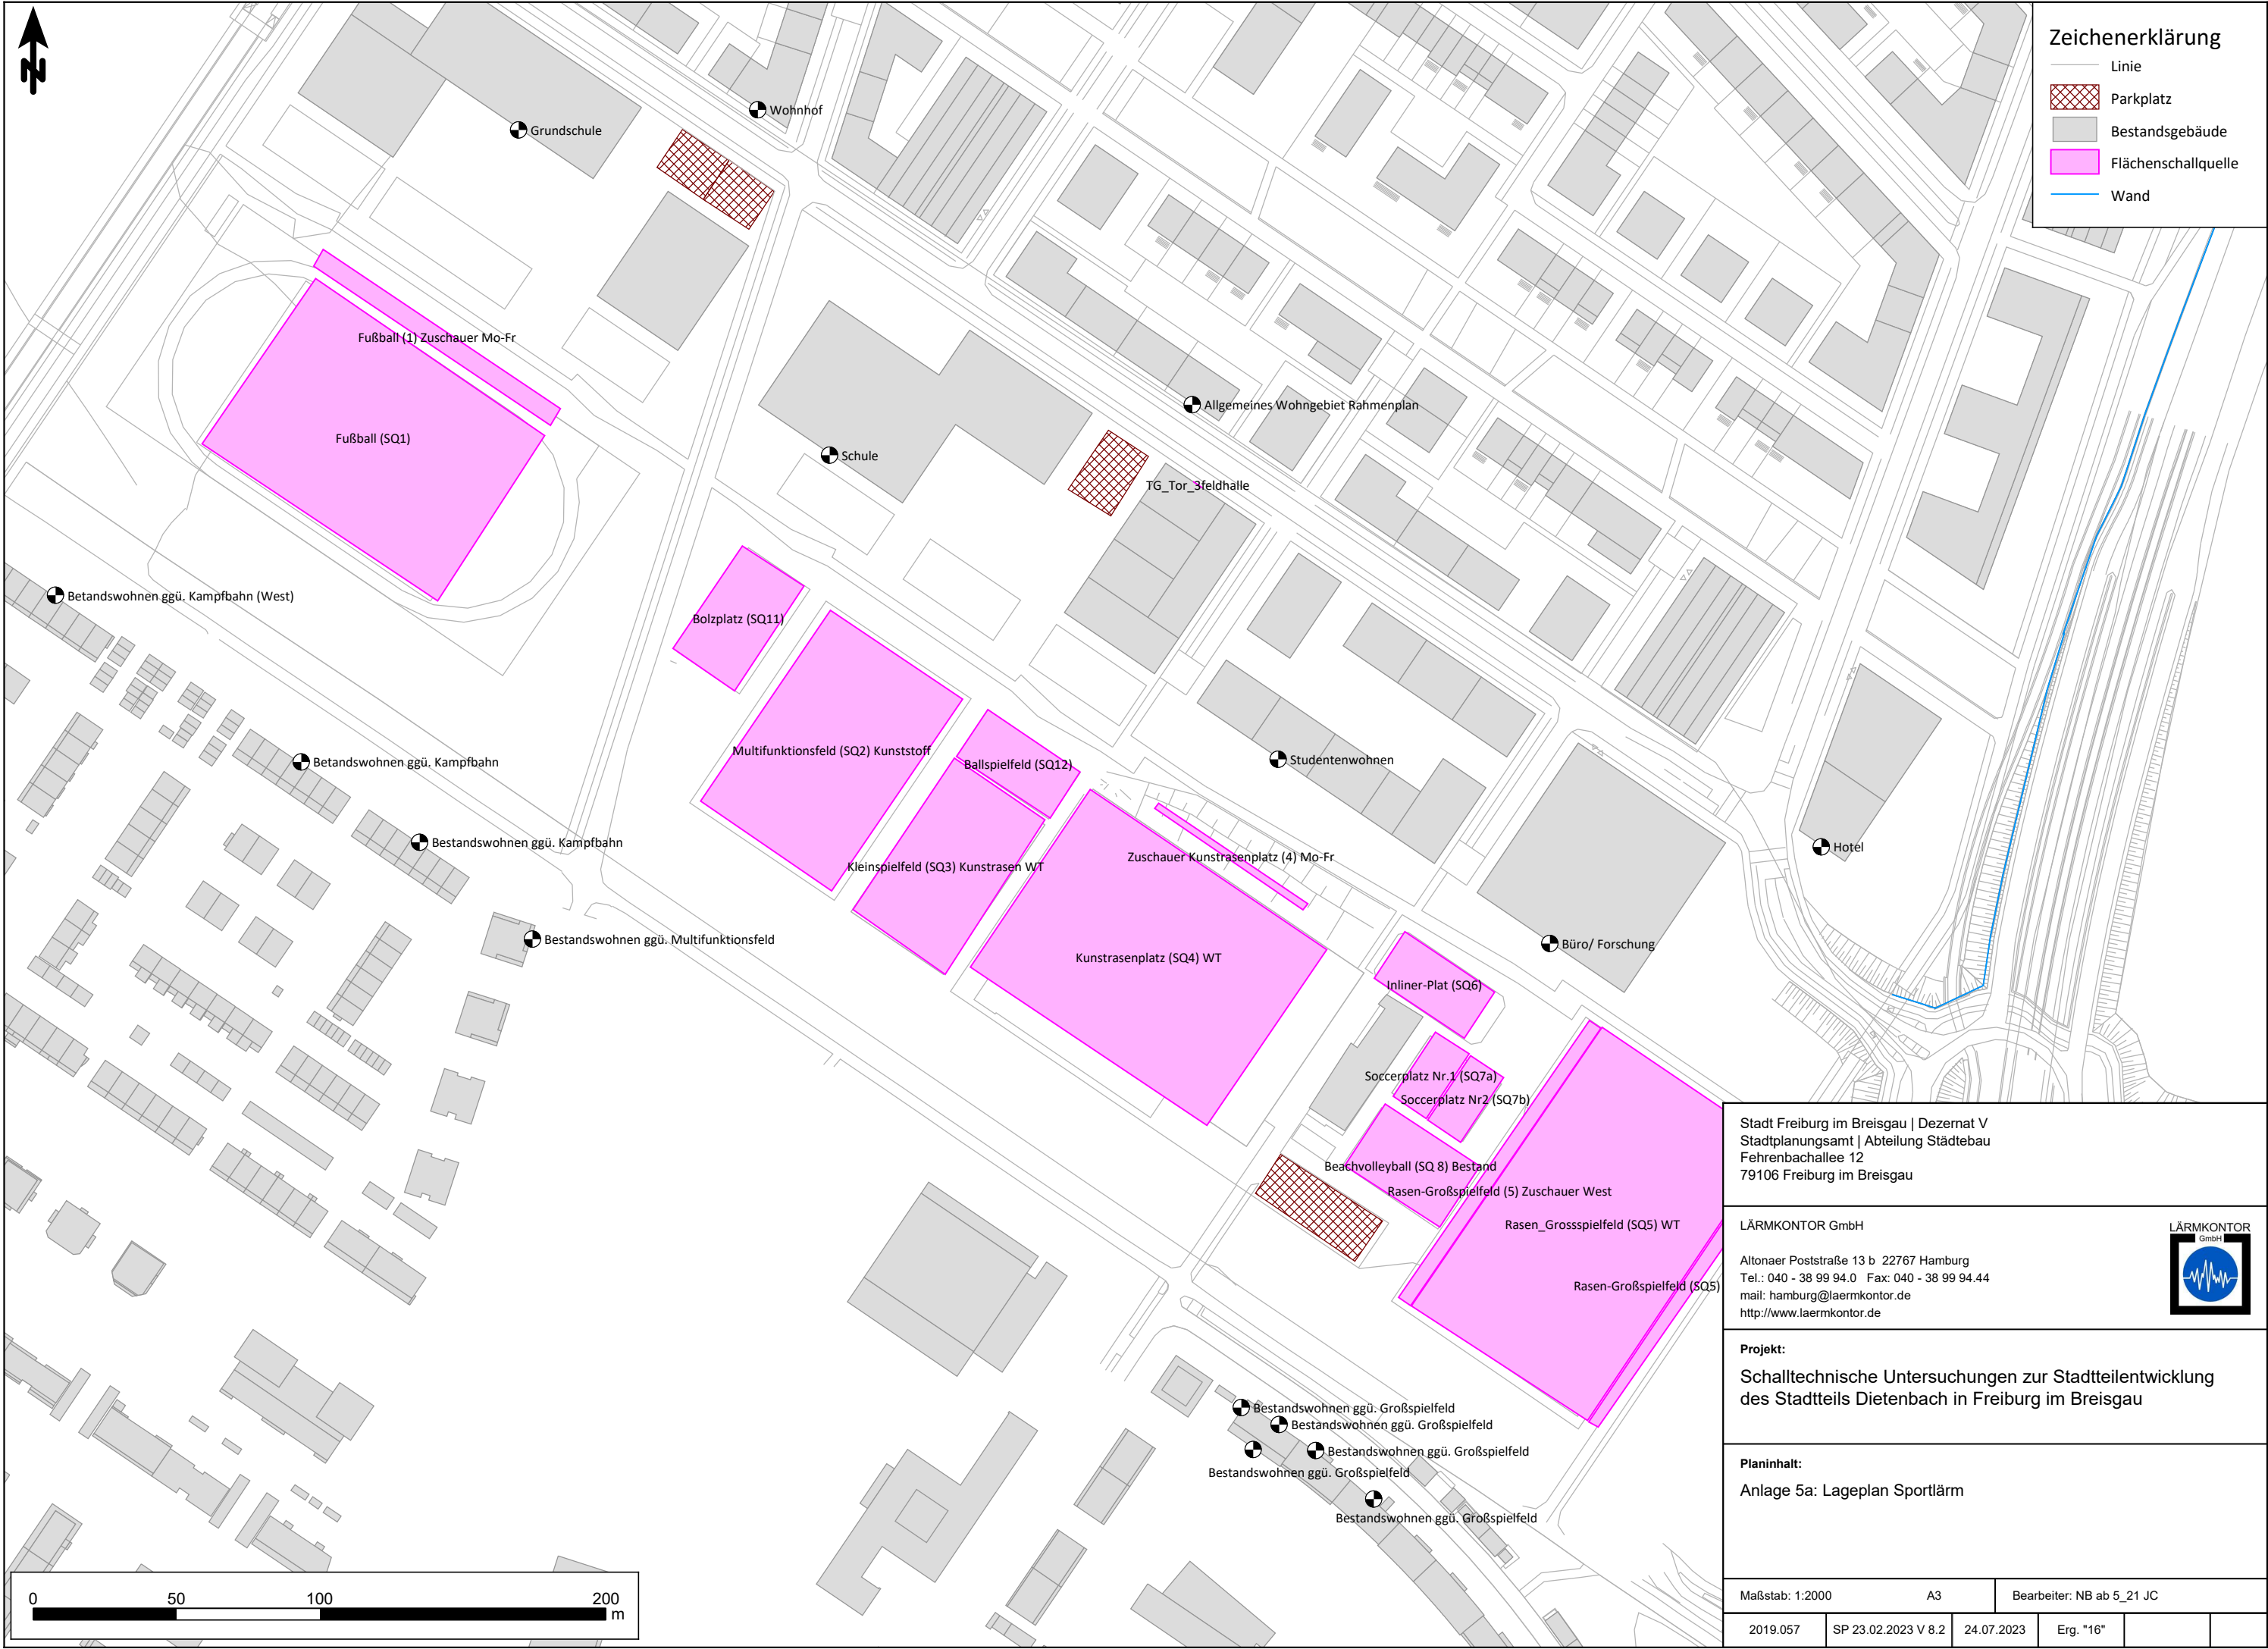 N
Zeichenerklärung
Linie
Parkplatz
Bestandsgebäude
Flächenschallquelle
Wand
Wohnhof
Grundschule
Fußball (1) Zuschauer Mo-Fr
Fußball (SQ1)
Allgemeines Wohngebiet Rahmenplan
Schule
TG_Tor_3feldhalle
Betandswohnen ggü. Kampfbahn (West)
Bolzplatz (SQ11)
Multifunktionsfeld (SQ2) Kunststoff
Ballspielfeld (SQ12)
Studentenwohnen
Betandswohnen ggü. Kampfbahn
Bestandswohnen ggü. Kampfbahn
Kleinspielfeld (SQ3) Kunstrasen WT
Zuschauer Kunstrasenplatz (4) Mo-Fr
Hotel
Bestandswohnen ggü. Multifunktionsfeld
Kunstrasenplatz (SQ4) WT
Büro/ Forschung
Inliner-Plat (SQ6)
Soccerplatz Nr.1 (SQ7a)
Soccerplatz Nr2 (SQ7b)
Beachvolleyball (SQ 8) Bestand
Rasen-Großspielfeld (5) Zuschauer West
Rasen_Grossspielfeld (SQ5) WT
Rasen-Großspielfeld (SQ5)
Bestandswohnen ggü. Großspielfeld
Bestandswohnen ggü. Großspielfeld
Bestandswohnen ggü. Großspielfeld
Bestandswohnen ggü. Großspielfeld
Bestandswohnen ggü. Großspielfeld
Stadt Freiburg im Breisgau | Dezernat V
Stadtplanungsamt | Abteilung Städtebau
Fehrenbachallee 12
79106 Freiburg im Breisgau
LÄRMKONTOR GmbH
Altonaer Poststraße 13 b 22767 Hamburg
Tel.: 040 - 38 99 94.0 Fax: 040 - 38 99 94.44
mail: hamburg@laermkontor.de
http://www.laermkontor.de
LÄRMKONTOR
GmbH
Projekt:
Schalltechnische Untersuchungen zur Stadtteilentwicklung
des Stadtteils Dietenbach in Freiburg im Breisgau
Planinhalt:
Anlage 5a: Lageplan Sportlärm
Maßstab: 1:2000 A3 Bearbeiter: NB ab 5_21 JC
2019.057 SP 23.02.2023 V 8.2 24.07.2023 Erg. "16"
0 50 100 200
m